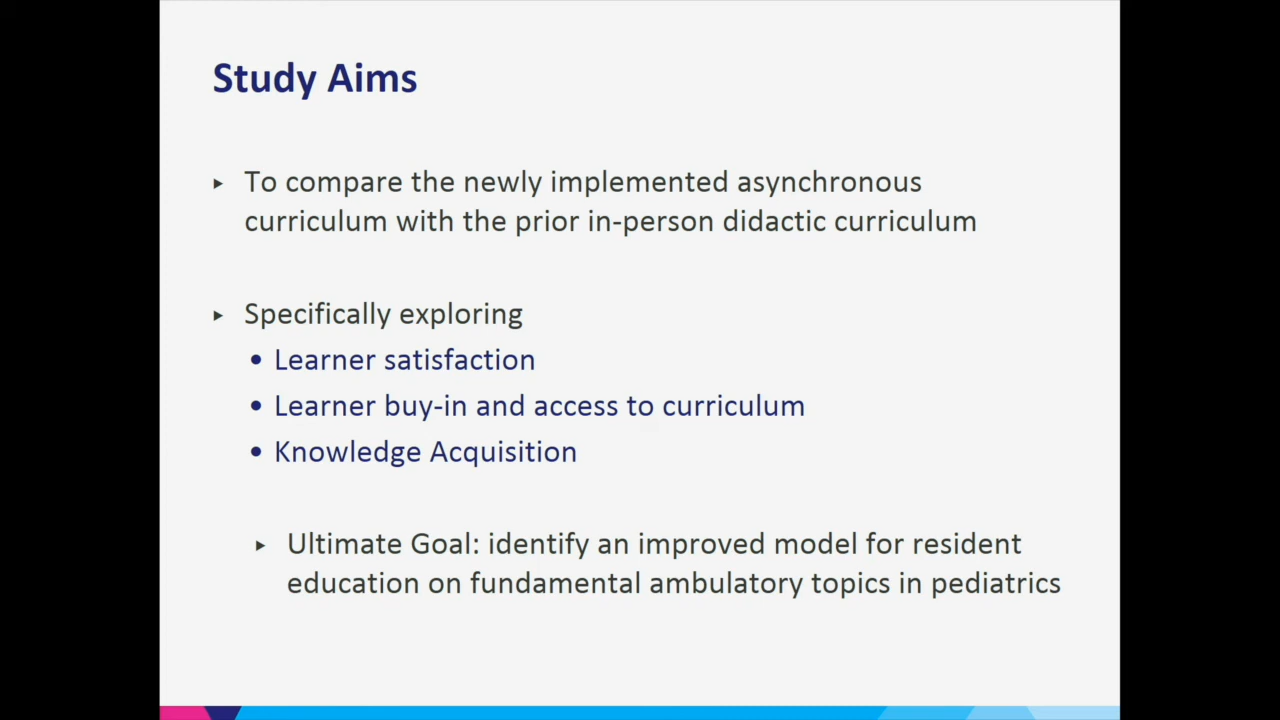 Study Aims
▸ To compare the newly implemented asynchronous
curriculum with the prior in-person didactic curriculum
▸ Specifically exploring
• Learner satisfaction
• Learner buy-in and access to curriculum
• Knowledge Acquisition
▸ Ultimate Goal: identify an improved model for resident
education on fundamental ambulatory topics in pediatrics